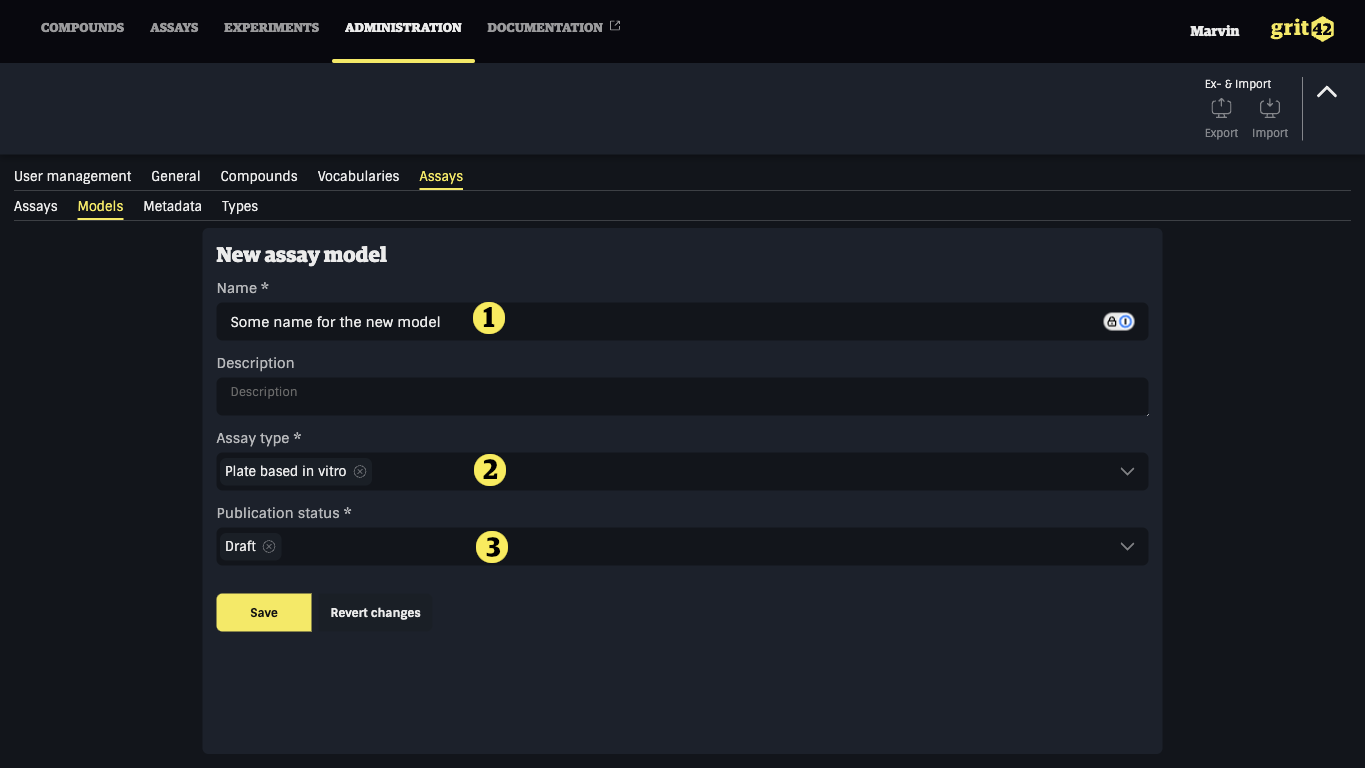 COMPOUNDS ASSAYS EXPERIMENTS ADMINISTRATION DOCUMENTATION Marvin grit42
Ex- & Import
Export Import
User management General Compounds Vocabularies Assays
Assays Models Metadata Types
New assay model
Name *
Some name for the new model 1
Description
Description
Assay type *
Plate based in vitro 2
Publication status *
Draft 3
Save Revert changes